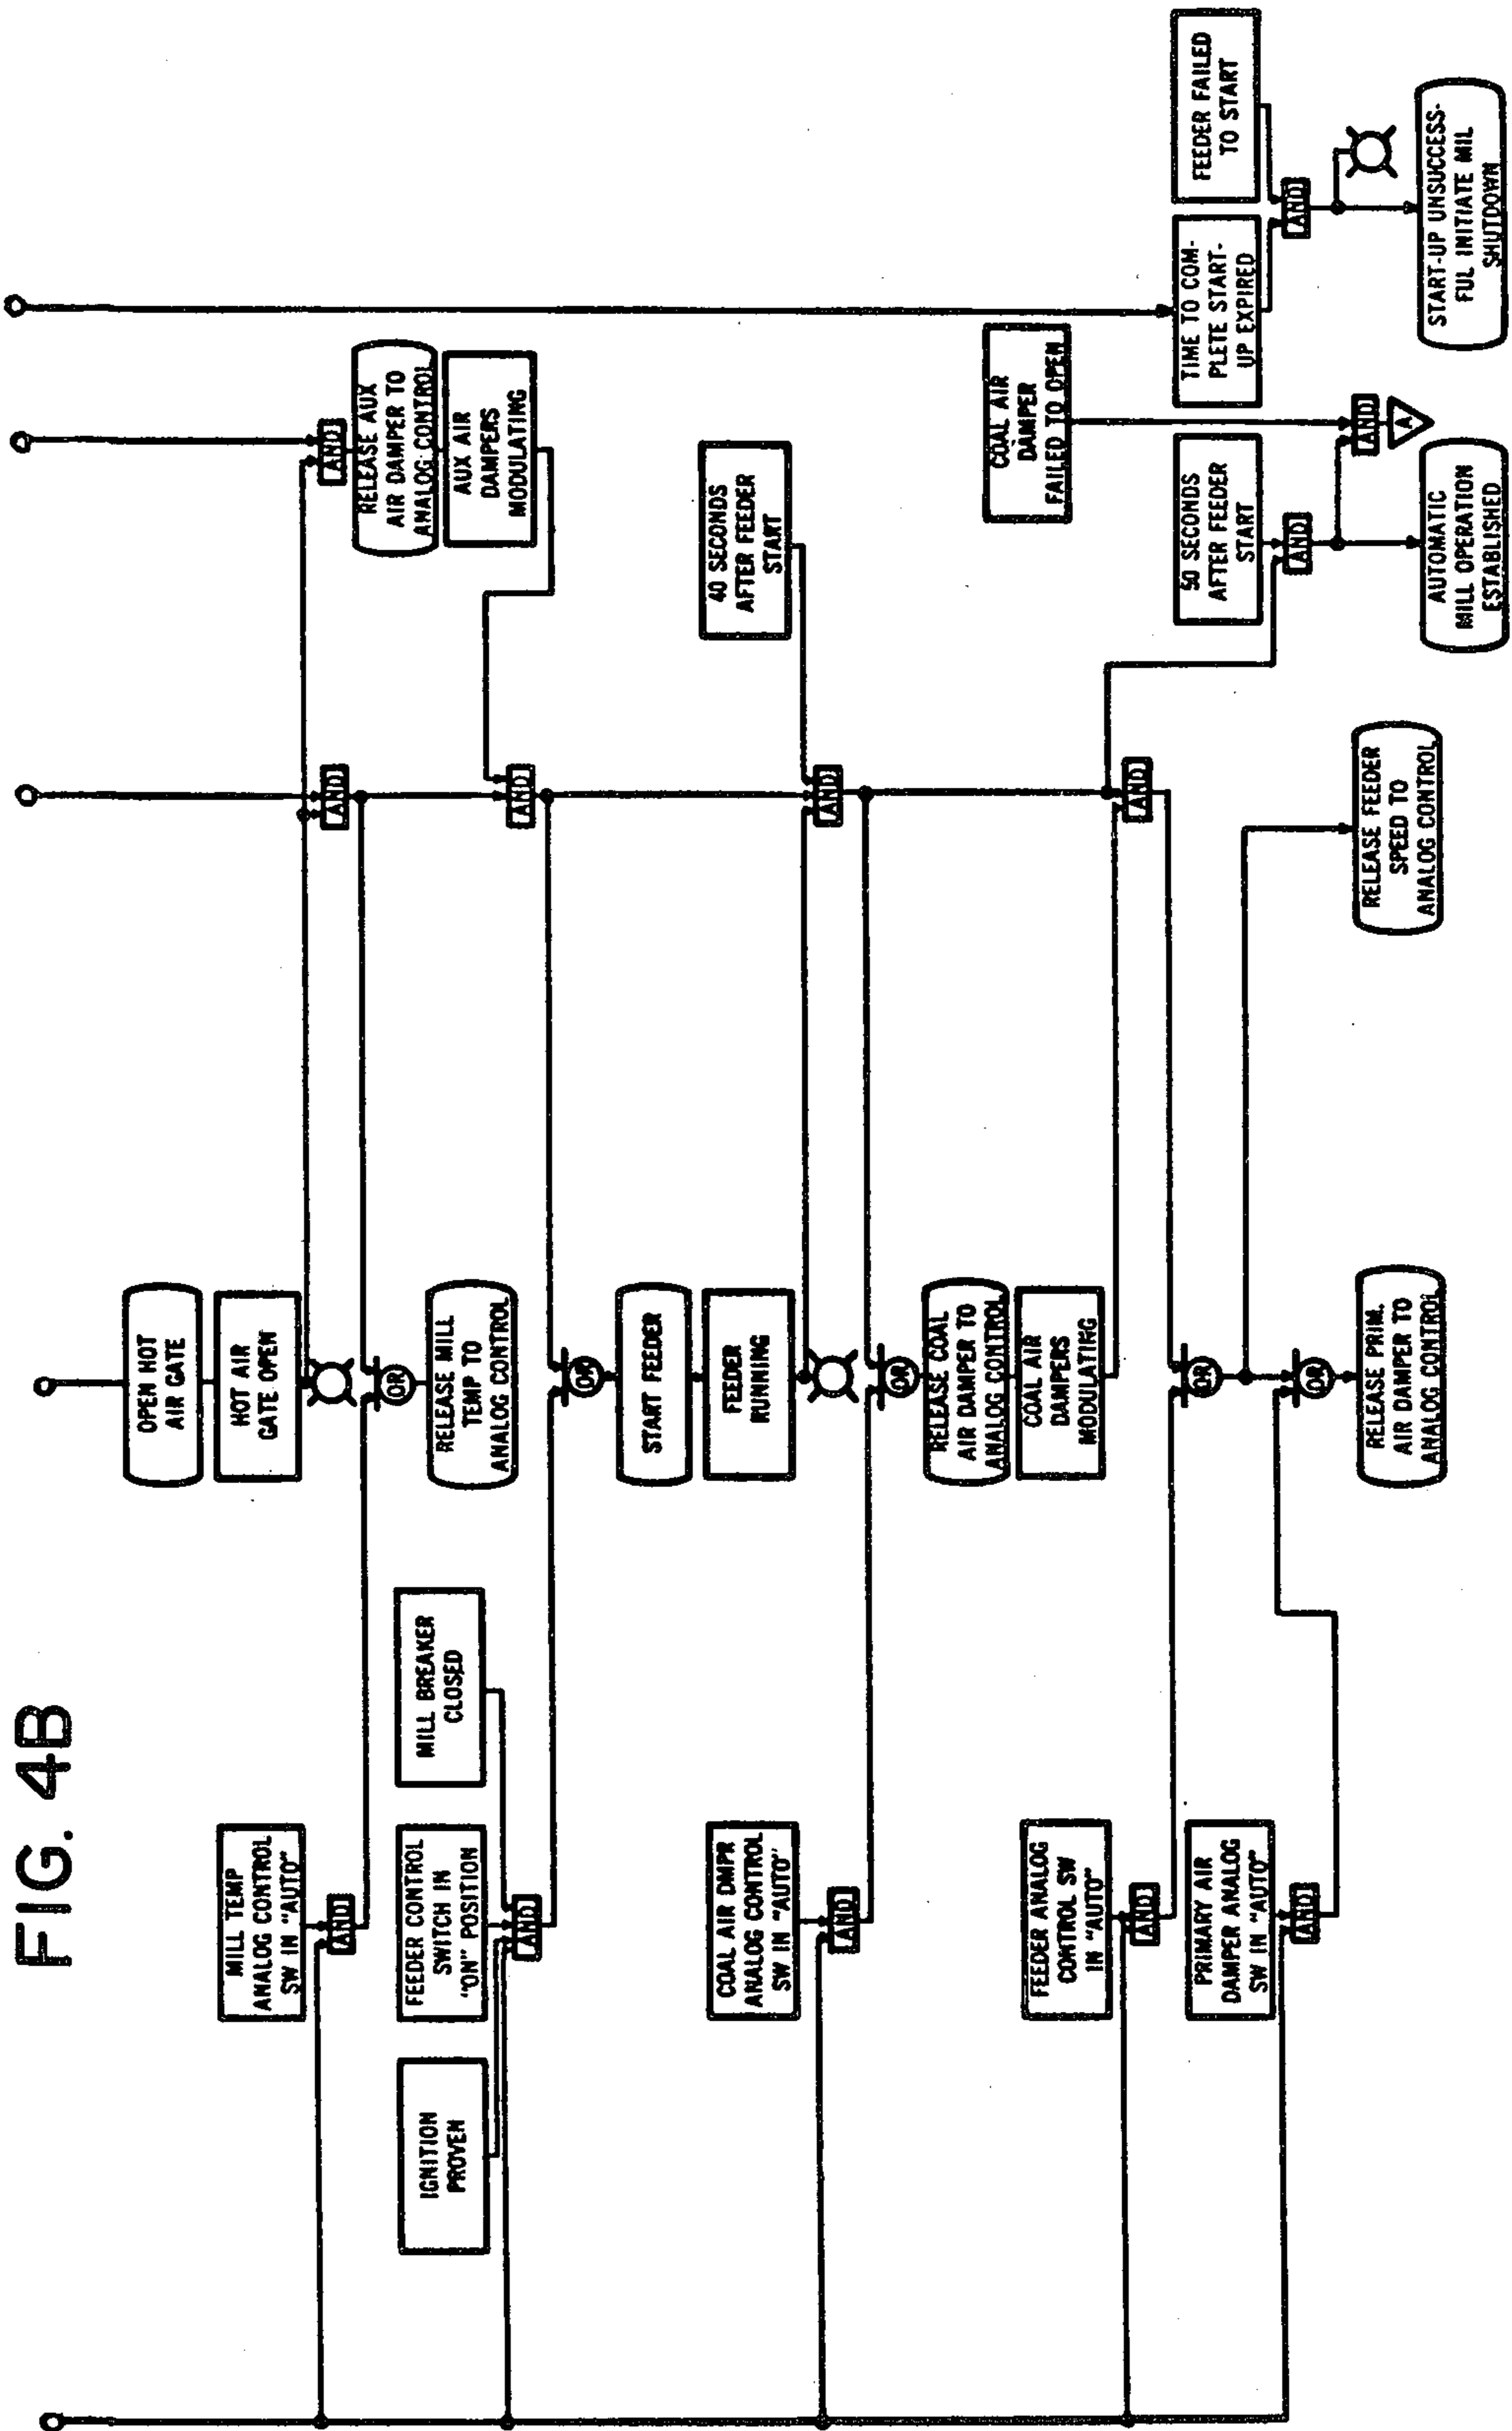 FIG. 4B
OPEN HOT
AIR GATE
HOT AIR
GATE OPEN
MILL TEMP
ANALOG CONTROL
SW IN "AUTO"
AND
AND
AND
OR
RELEASE MILL
TEMP TO
ANALOG CONTROL
RELEASE AUX
AIR DAMPER TO
ANALOG CONTROL
AUX AIR
DAMPERS
MODULATING
IGNITION
PROVEN
FEEDER CONTROL
SWITCH IN
"ON" POSITION
MILL BREAKER
CLOSED
AND
AND
OR
START FEEDER
FEEDER
RUNNING
40 SECONDS
AFTER FEEDER
START
COAL AIR DMPR
ANALOG CONTROL
SW IN "AUTO"
AND
AND
OR
RELEASE COAL
AIR DAMPER TO
ANALOG CONTROL
COAL AIR
DAMPERS
MODULATING
COAL AIR
DAMPER
FAILED TO OPEN
FEEDER ANALOG
CONTROL SW
IN "AUTO"
AND
AND
OR
PRIMARY AIR
DAMPER ANALOG
SW IN "AUTO"
AND
OR
RELEASE PRIM.
AIR DAMPER TO
ANALOG CONTROL
RELEASE FEEDER
SPEED TO
ANALOG CONTROL
50 SECONDS
AFTER FEEDER
START
AND
AND
A
AUTOMATIC
MILL OPERATION
ESTABLISHED
TIME TO COM-
PLETE START-
UP EXPIRED
FEEDER FAILED
TO START
AND
START-UP UNSUCCESS-
FUL INITIATE MIL
SHUTDOWN